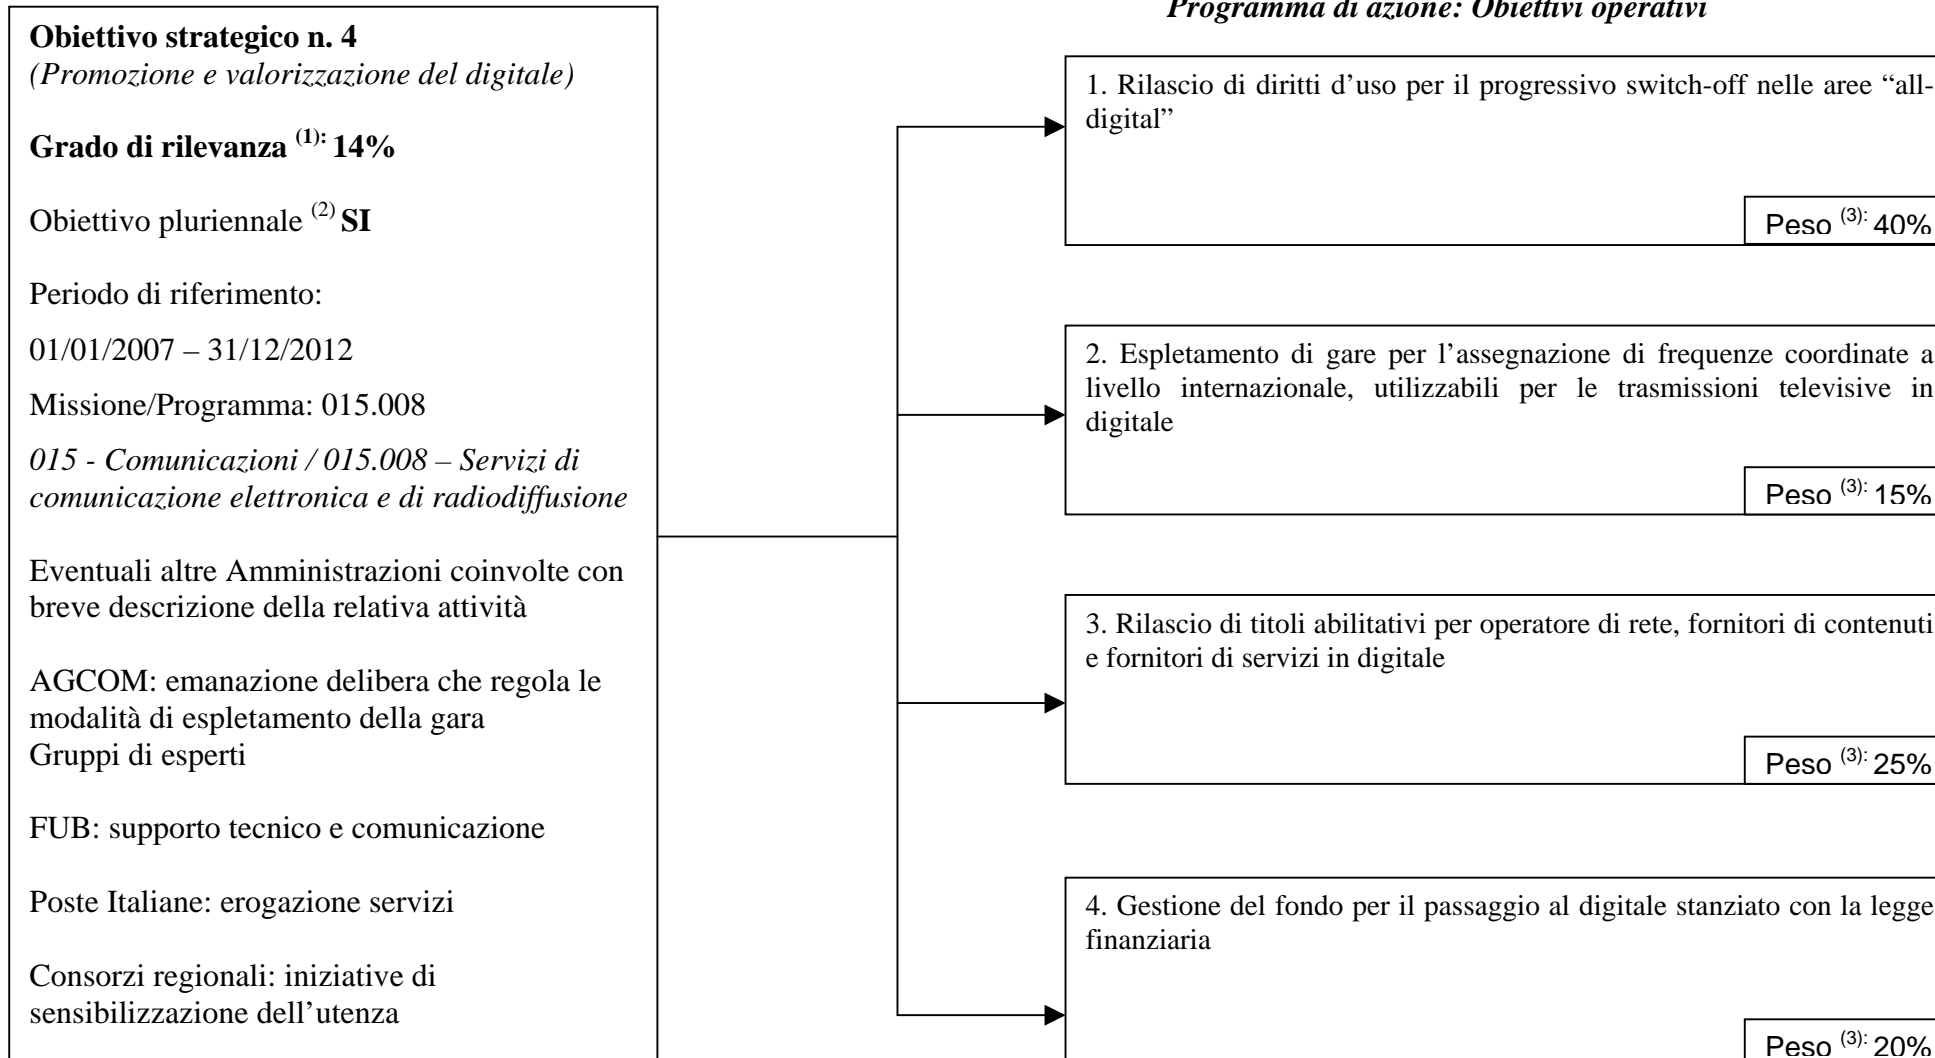 Programma di azione: Obiettivi operativi
Obiettivo strategico n. 4
(Promozione e valorizzazione del digitale)
Grado di rilevanza (1): 14%
Obiettivo pluriennale (2) SI
Periodo di riferimento:
01/01/2007 – 31/12/2012
Missione/Programma: 015.008
015 - Comunicazioni / 015.008 – Servizi di
comunicazione elettronica e di radiodiffusione
Eventuali altre Amministrazioni coinvolte con
breve descrizione della relativa attività
AGCOM: emanazione delibera che regola le
modalità di espletamento della gara
Gruppi di esperti
FUB: supporto tecnico e comunicazione
Poste Italiane: erogazione servizi
Consorzi regionali: iniziative di
sensibilizzazione dell’utenza
1. Rilascio di diritti d’uso per il progressivo switch-off nelle aree “all-
digital”
Peso (3): 40%
2. Espletamento di gare per l’assegnazione di frequenze coordinate a
livello internazionale, utilizzabili per le trasmissioni televisive in
digitale
Peso (3): 15%
3. Rilascio di titoli abilitativi per operatore di rete, fornitori di contenuti
e fornitori di servizi in digitale
Peso (3): 25%
4. Gestione del fondo per il passaggio al digitale stanziato con la legge
finanziaria
Peso (3): 20%